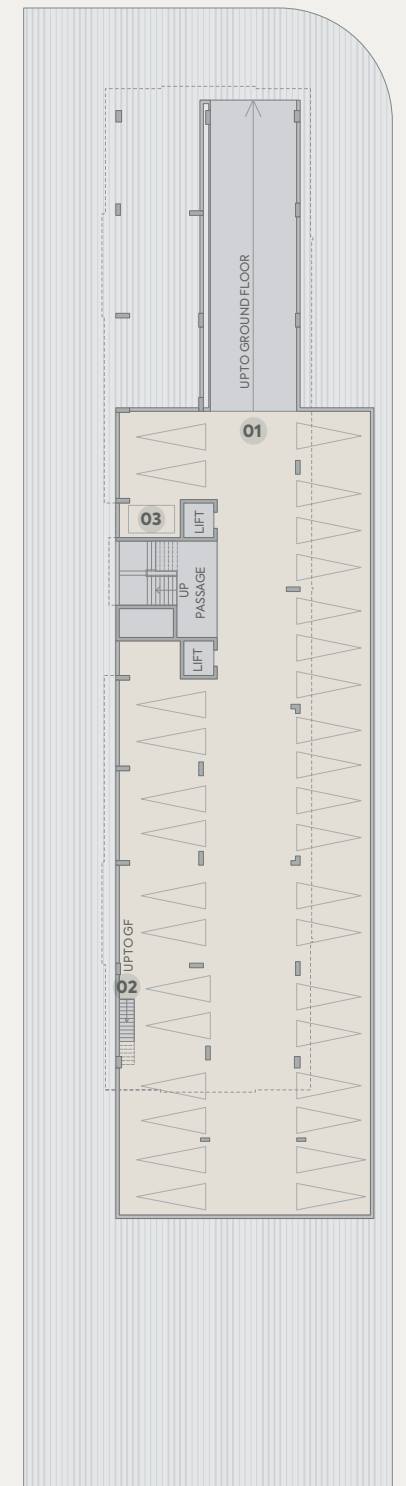 UPTO GROUND FLOOR
01
03
LIFT
UP
PASSAGE
LIFT
UPTO GF
02